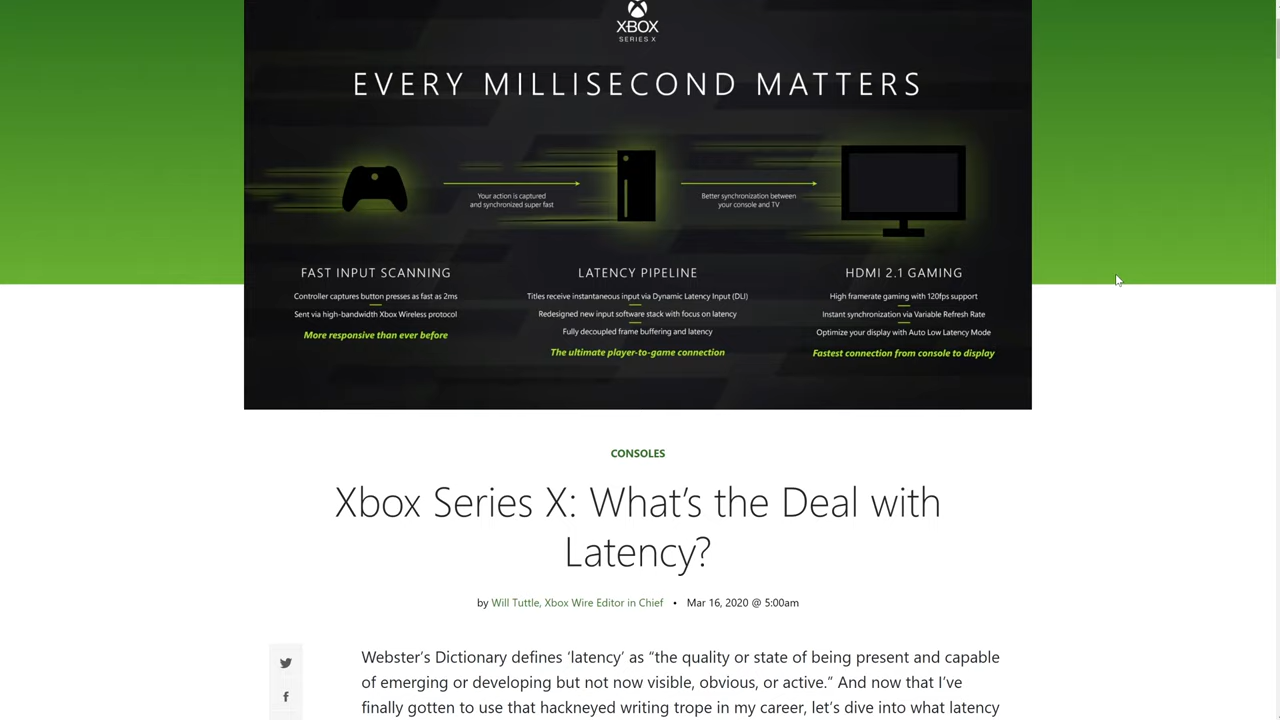 XBOX
SERIES X
EVERY MILLISECOND MATTERS
Your action is captured
and synchronized super fast
Better synchronization between
your console and TV
FAST INPUT SCANNING
Controller captures button presses as fast as 2ms
Sent via high-bandwidth Xbox Wireless protocol
More responsive than ever before
LATENCY PIPELINE
Titles receive instantaneous input via Dynamic Latency Input (DLI)
Redesigned new input software stack with focus on latency
Fully decoupled frame buffering and latency
The ultimate player-to-game connection
HDMI 2.1 GAMING
High framerate gaming with 120fps support
Instant synchronization via Variable Refresh Rate
Optimize your display with Auto Low Latency Mode
Fastest connection from console to display
CONSOLES
Xbox Series X: What’s the Deal with
Latency?
by Will Tuttle, Xbox Wire Editor in Chief • Mar 16, 2020 @ 5:00am
Webster’s Dictionary defines ‘latency’ as “the quality or state of being present and capable
of emerging or developing but not now visible, obvious, or active.” And now that I’ve
finally gotten to use that hackneyed writing trope in my career, let’s dive into what latency